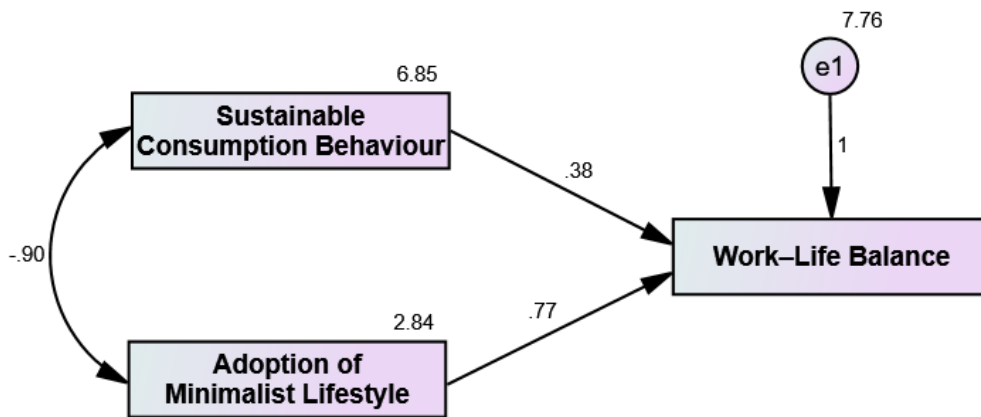 7.76
e1
6.85
Sustainable
Consumption Behaviour
1
.38
Work–Life Balance
-.90
.77
2.84
Adoption of
Minimalist Lifestyle